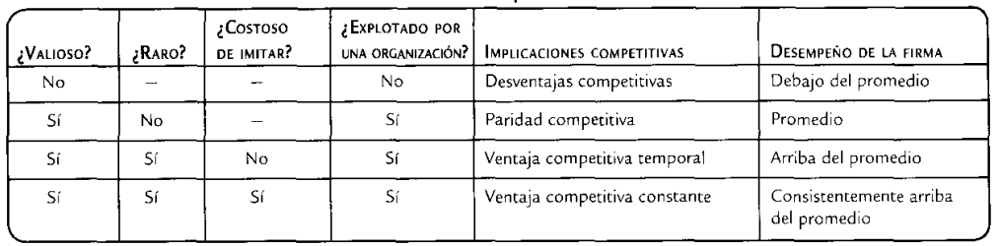 ¿VALIOSO? ¿RARO? ¿COSTOSO DE IMITAR? ¿EXPLOTADO POR UNA ORGANIZACIÓN? IMPLICACIONES COMPETITIVAS DESEMPEÑO DE LA FIRMA
No — — No Desventajas competitivas Debajo del promedio
Sí No — Sí Paridad competitiva Promedio
Sí Sí No Sí Ventaja competitiva temporal Arriba del promedio
Sí Sí Sí Sí Ventaja competitiva constante Consistentemente arriba
del promedio